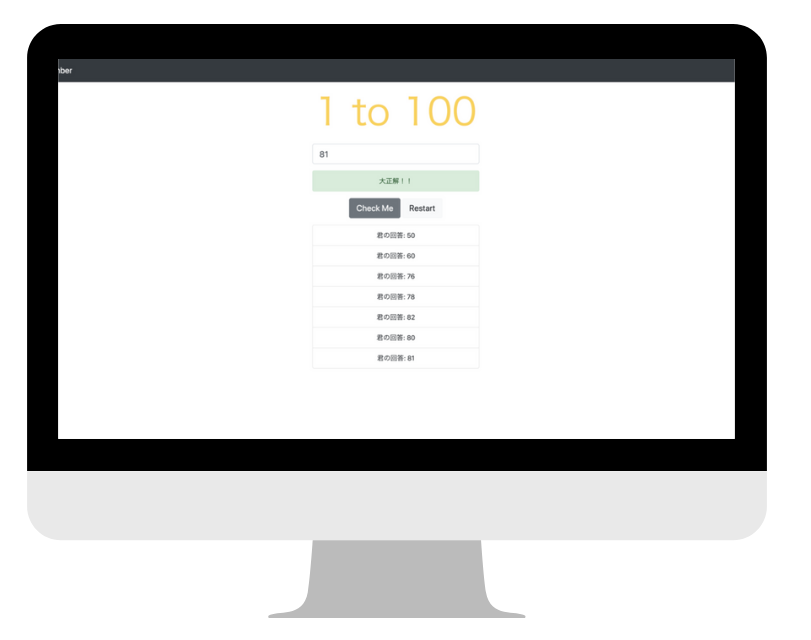 nber
1 to 100
81
大正解！！
Check Me Restart
君の回答: 50
君の回答: 60
君の回答: 76
君の回答: 78
君の回答: 82
君の回答: 80
君の回答: 81